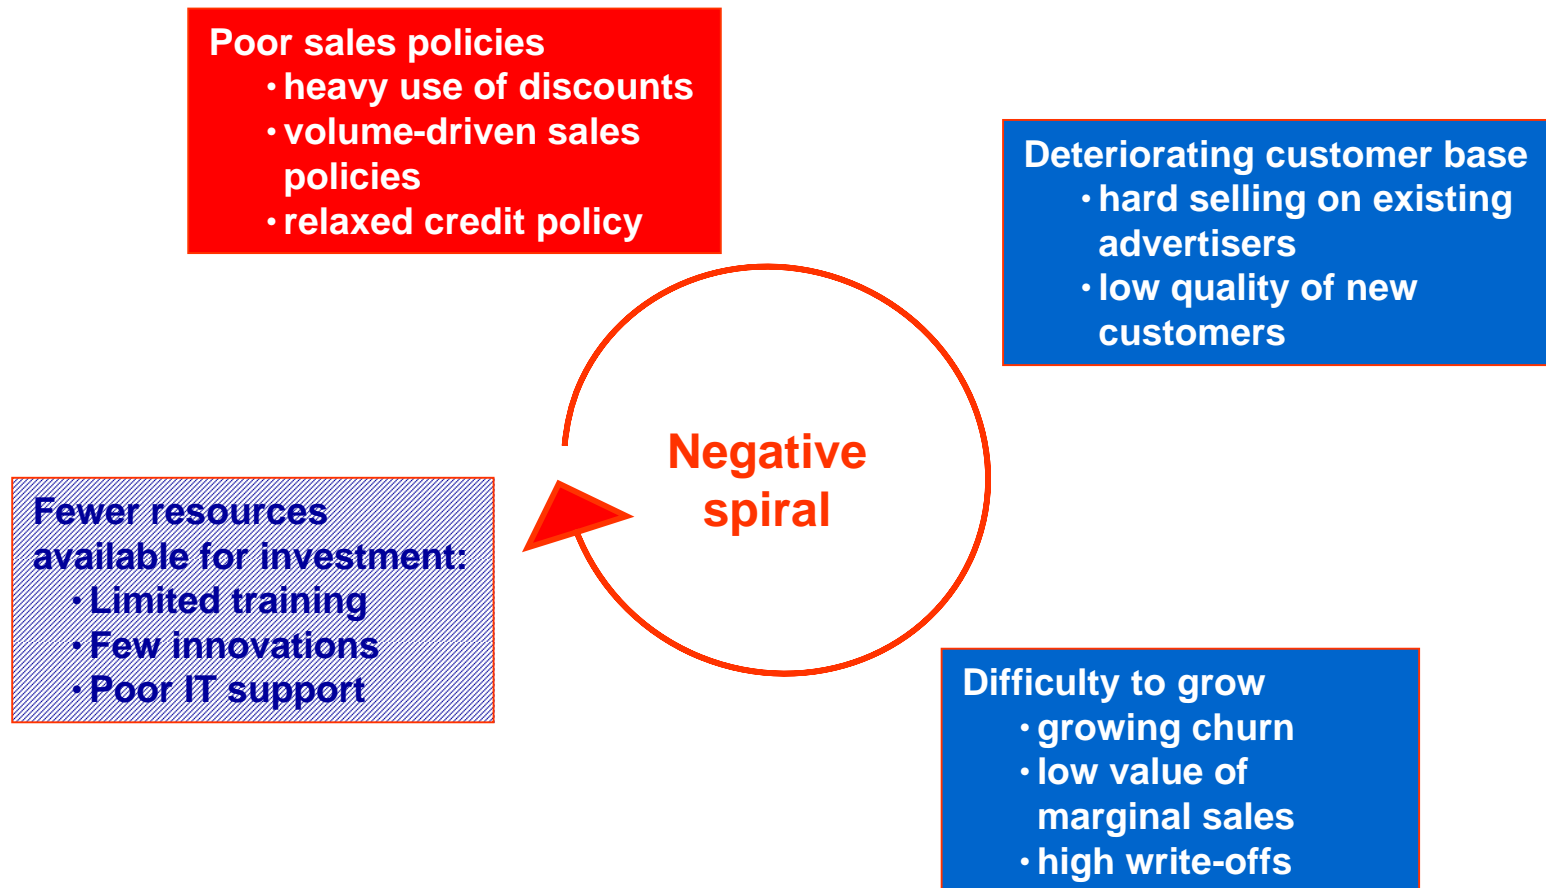 Poor sales policies
• heavy use of discounts
• volume-driven sales
policies
• relaxed credit policy
Deteriorating customer base
• hard selling on existing
advertisers
• low quality of new
customers
Negative
spiral
Fewer resources
available for investment:
• Limited training
• Few innovations
• Poor IT support
Difficulty to grow
• growing churn
• low value of
marginal sales
• high write-offs